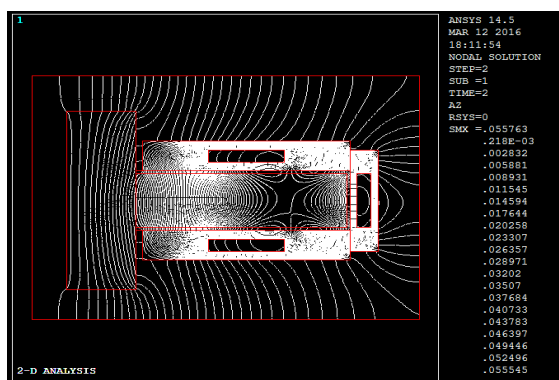 1
ANSYS 14.5
MAR 12 2016
18:11:54
NODAL SOLUTION
STEP=2
SUB =1
TIME=2
AZ
RSYS=0
SMX =.055763
.218E-03
.002832
.005881
.008931
.011545
.014594
.017644
.020258
.023307
.026357
.028971
.03202
.03507
.037684
.040733
.043783
.046397
.049446
.052496
.055545
2-D ANALYSIS